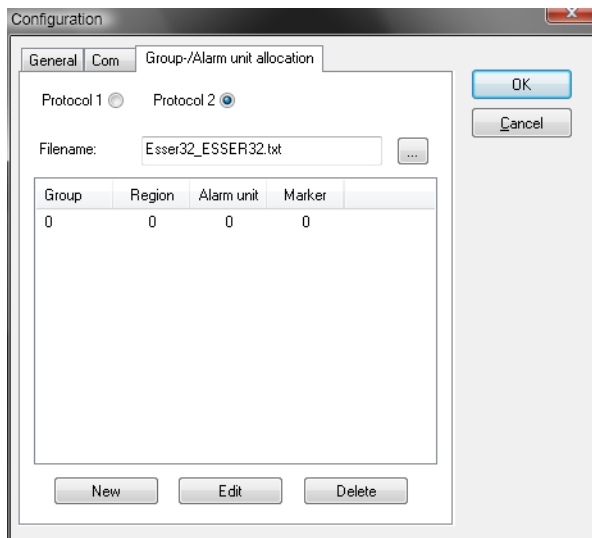 Configuration
General Com Group-/Alarm unit allocation
Protocol 1 Protocol 2
OK
Cancel
Filename: Esser32_ESSER32.txt ...
Group Region Alarm unit Marker
0 0 0 0
New Edit Delete